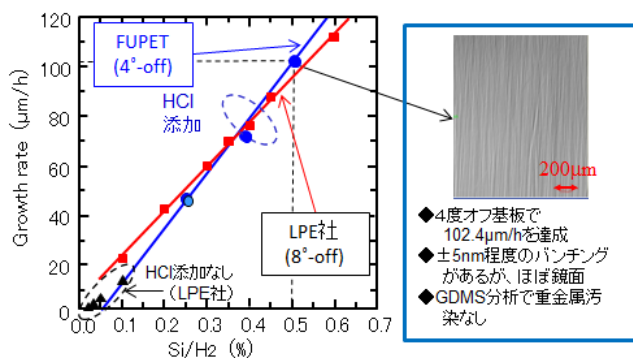 120
100
80
60
40
20
0
Growth rate (μm/h)
0.0
0.1
0.2
0.3
0.4
0.5
0.6
0.7
Si/H2 (%)
FUPET
(4°-off)
HCl
添加
LPE社
(8°-off)
HCl添加なし
(LPE社)
200μm
◆4度オフ基板で
102.4μm/hを達成
◆±5nm程度のバンチング
があるが、ほぼ鏡面
◆GDMS分析で重金属汚
染なし